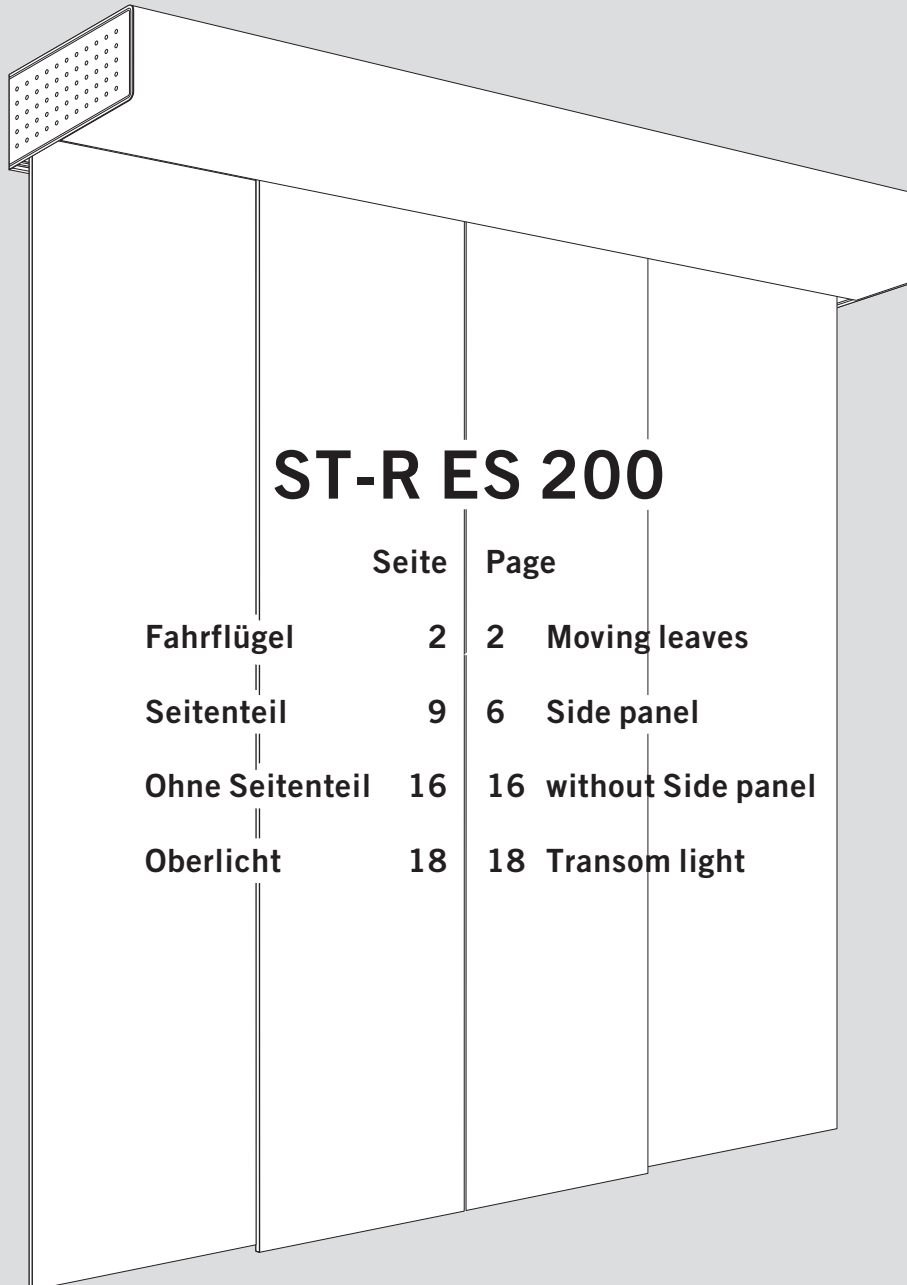 ST-R ES 200
Seite Page
Fahrflügel 2 2 Moving leaves
Seitenteil 9 6 Side panel
Ohne Seitenteil 16 16 without Side panel
Oberlicht 18 18 Transom light